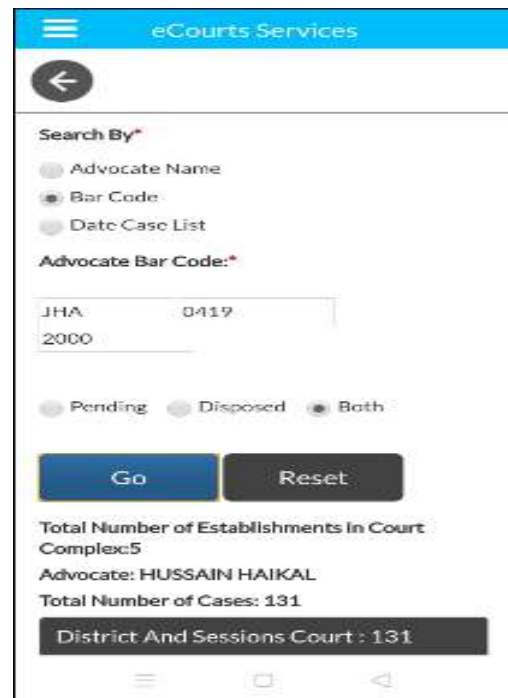 eCourts Services
Search By*
Advocate Name
Bar Code
Date Case List
Advocate Bar Code:*
JHA 0419
2000
Pending Disposed Both
Go Reset
Total Number of Establishments in Court
Complex:5
Advocate: HUSSAIN HAIKAL
Total Number of Cases: 131
District And Sessions Court : 131